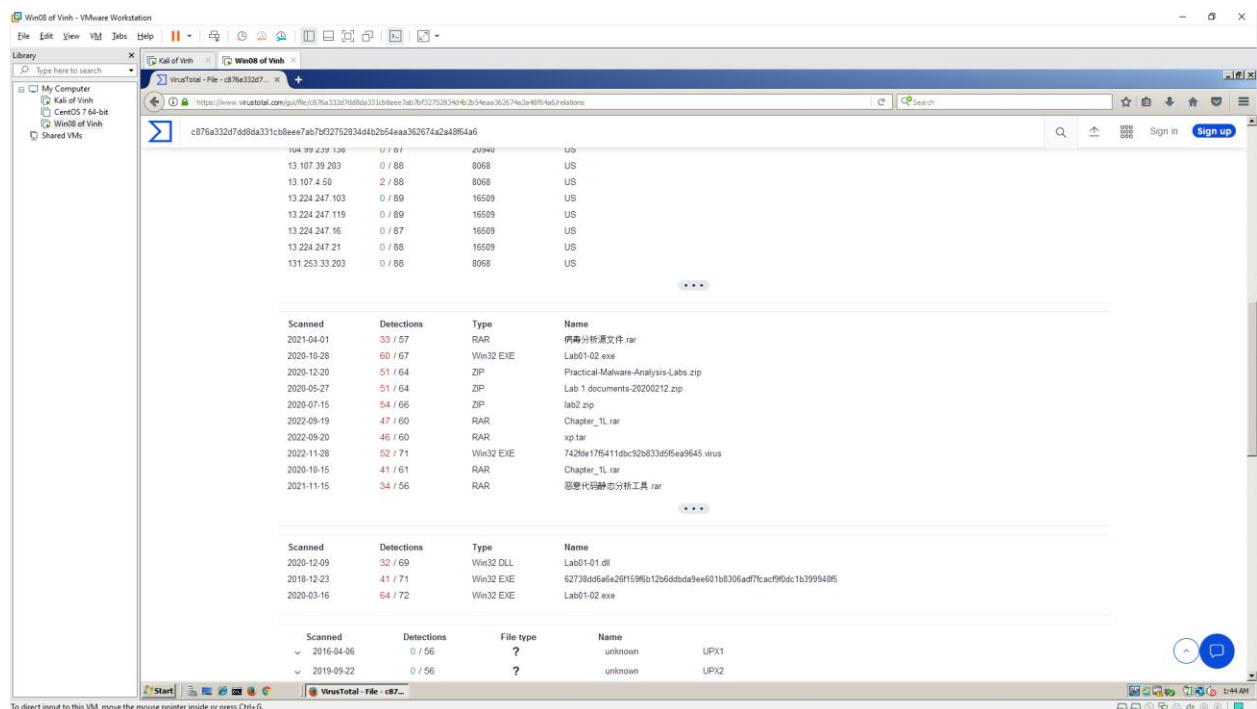 Win08 of Vinh - VMware Workstation
File Edit View VM Tabs Help
Library
Type here to search
My Computer
Kali of Vinh
CentOS 7 64-bit
Win08 of Vinh
Shared VMs
Kali of Vinh Win08 of Vinh
VirusTotal - File - c876a332d7...
https://www.virustotal.com/gui/file/c876a332d7dd8da331cb8eee7ab7bf32752834d4b2b54eaa362674a2a48f64a6/relations Search
c876a332d7dd8da331cb8eee7ab7bf32752834d4b2b54eaa362674a2a48f64a6 Sign in Sign up
104.99.239.136 0 / 87 20940 US
13.107.39.203 0 / 88 8068 US
13.107.4.50 2 / 88 8068 US
13.224.247.103 0 / 89 16509 US
13.224.247.119 0 / 89 16509 US
13.224.247.16 0 / 87 16509 US
13.224.247.21 0 / 88 16509 US
131.253.33.203 0 / 88 8068 US
Scanned Detections Type Name
2021-04-01 33 / 57 RAR 病毒分析源文件.rar
2020-10-28 60 / 67 Win32 EXE Lab01-02.exe
2020-12-20 51 / 64 ZIP Practical-Malware-Analysis-Labs.zip
2020-05-27 51 / 64 ZIP Lab 1 documents-20200212.zip
2020-07-15 54 / 66 ZIP lab2.zip
2022-09-19 47 / 60 RAR Chapter_1L.rar
2022-09-20 46 / 60 RAR xp.tar
2022-11-28 52 / 71 Win32 EXE 742fde17f5411dbc92b833d5f5ea9645.virus
2020-10-15 41 / 61 RAR Chapter_1L.rar
2021-11-15 34 / 56 RAR 恶意代码静态分析工具.rar
Scanned Detections Type Name
2020-12-09 32 / 69 Win32 DLL Lab01-01.dll
2018-12-23 41 / 71 Win32 EXE 62738dd6a6e26f159f6b12b6ddbda9ee601b8306adf7fcacf9f0dc1b399948f5
2020-03-16 64 / 72 Win32 EXE Lab01-02.exe
Scanned Detections File type Name
2016-04-06 0 / 56 ? unknown UPX1
2019-09-22 0 / 56 ? unknown UPX2
Start VirusTotal - File - c87... 1:44 AM
To direct input to this VM, move the mouse pointer inside or press Ctrl+G.